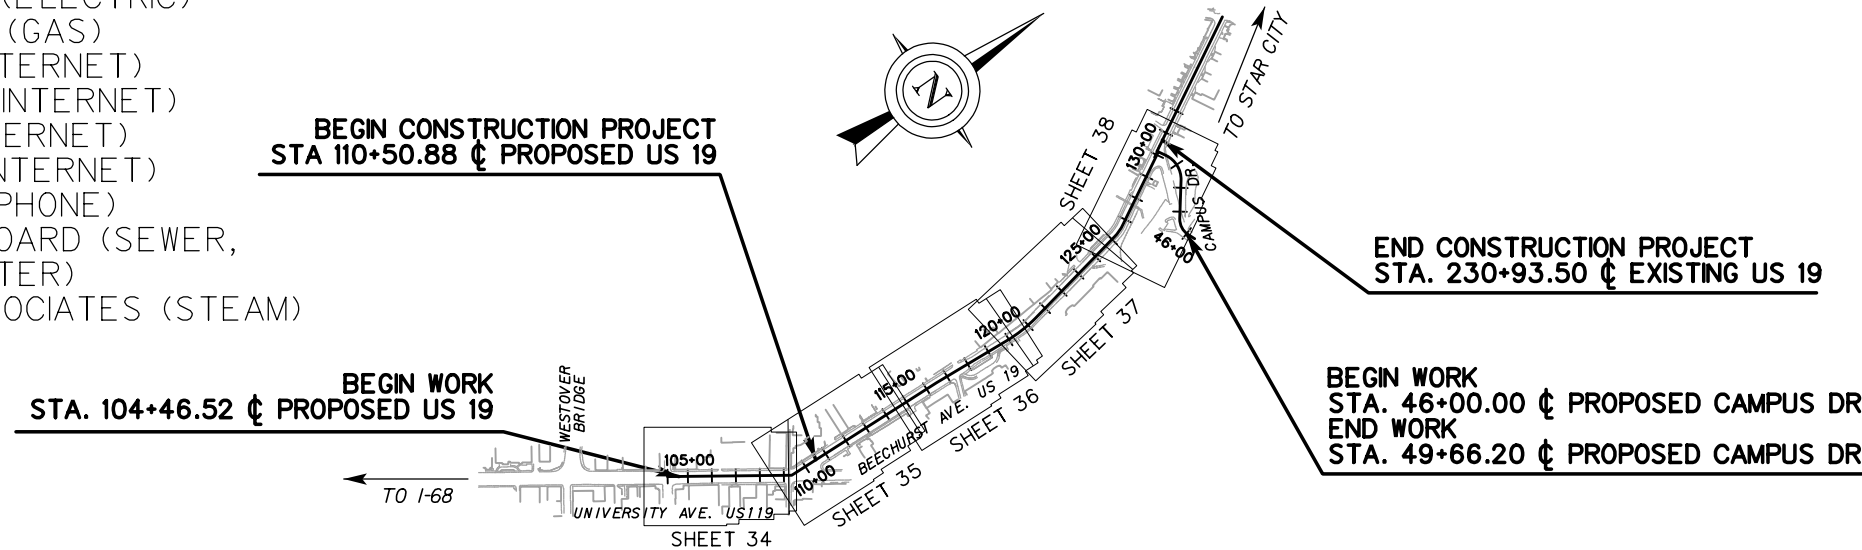 (ELECTRIC)
(GAS)
TERNET)
INTERNET)
ERNET)
NTERNET)
PHONE)
OARD (SEWER,
TER)
OCIATES (STEAM)
BEGIN CONSTRUCTION PROJECT
STA 110+50.88 ℄ PROPOSED US 19
N
TO STAR CITY
SHEET 38
130+00
CAMPUS DR.
46+00
125+00
END CONSTRUCTION PROJECT
STA. 230+93.50 ℄ EXISTING US 19
SHEET 37
120+00
BEGIN WORK
STA. 104+46.52 ℄ PROPOSED US 19
WESTOVER
BRIDGE
115+00
BEECHURST AVE. US 19
SHEET 36
BEGIN WORK
STA. 46+00.00 ℄ PROPOSED CAMPUS DR
END WORK
STA. 49+66.20 ℄ PROPOSED CAMPUS DR
105+00
110+00
SHEET 35
TO I-68
UNIVERSITY AVE. US119
SHEET 34